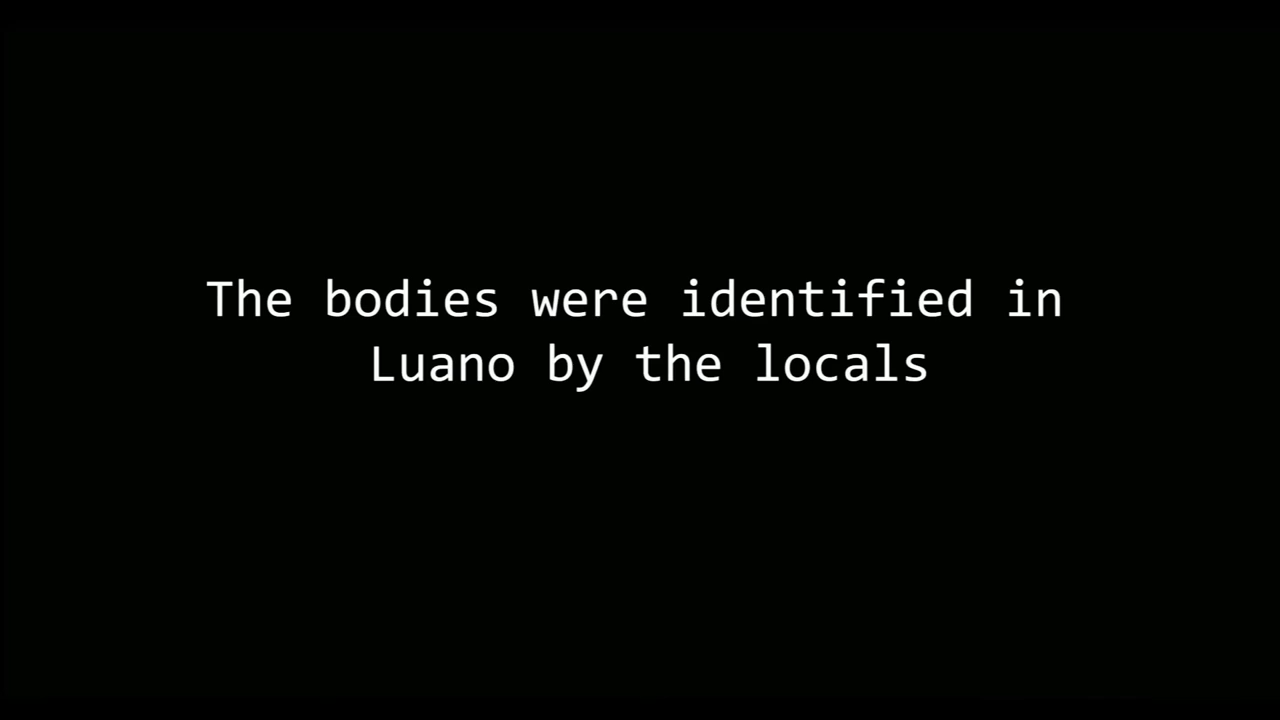 The bodies were identified in
Luano by the locals